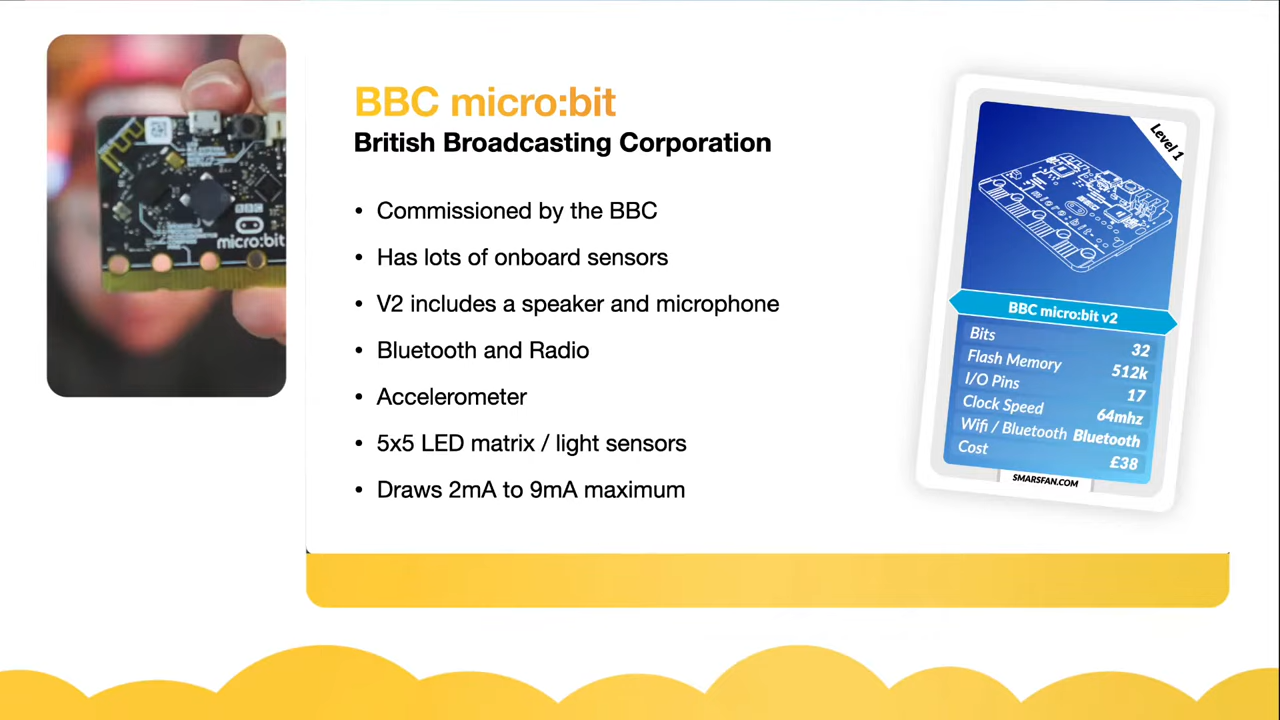 BBC micro:bit
British Broadcasting Corporation
• Commissioned by the BBC
• Has lots of onboard sensors
• V2 includes a speaker and microphone
• Bluetooth and Radio
• Accelerometer
• 5x5 LED matrix / light sensors
• Draws 2mA to 9mA maximum
BBC
micro:bit
Level 1
micro:bit
BBC micro:bit v2
Bits 32
Flash Memory 512k
I/O Pins 17
Clock Speed 64mhz
Wifi / Bluetooth Bluetooth
Cost £38
SMARSFAN.COM